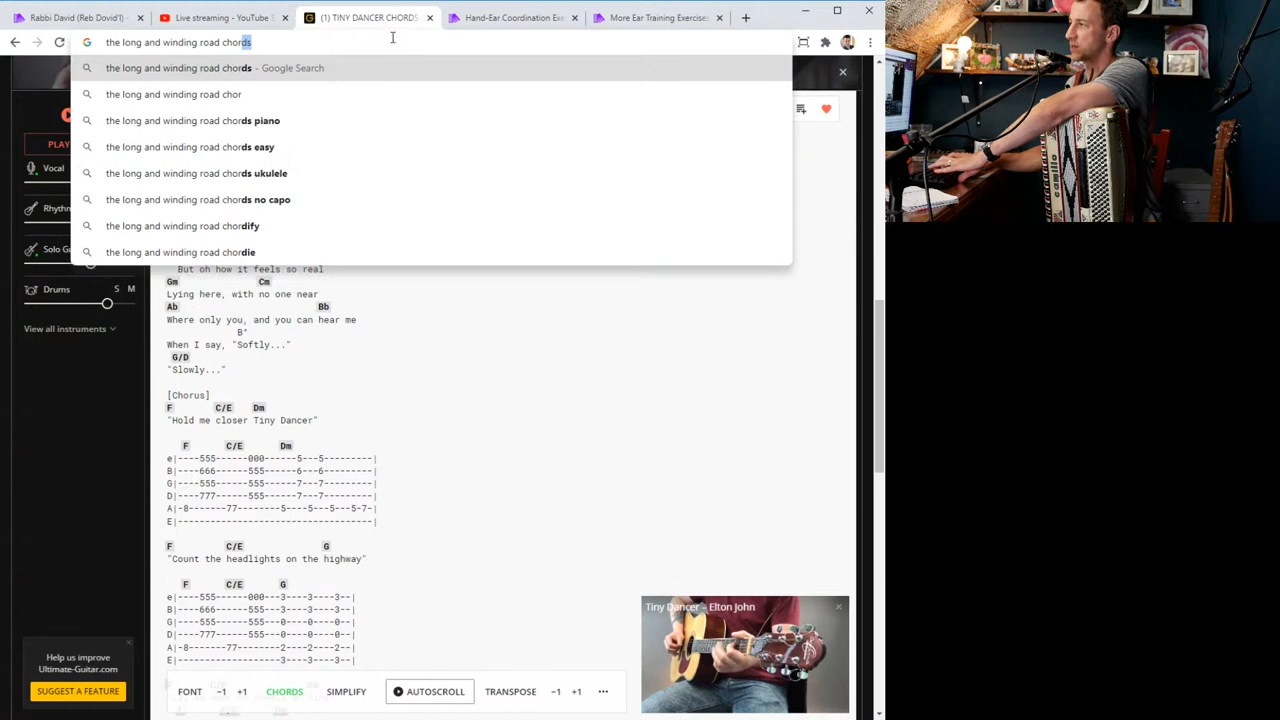 Rabbi David (Reb Dovid'l) - ×
Live streaming - YouTube S ×
(1) TINY DANCER CHORDS ×
Hand-Ear Coordination Exe ×
More Ear Training Exercises ×
the long and winding road chords
the long and winding road chords - Google Search
the long and winding road chor
the long and winding road chords piano
the long and winding road chords easy
the long and winding road chords ukulele
the long and winding road chords no capo
the long and winding road chordify
the long and winding road chordie
PLAY
Vocal
Rhyth
Solo Gu
Drums S M
View all instruments
But oh how it feels so real
Gm Cm
Lying here, with no one near
Ab Bb
Where only you, and you can hear me
B*
When I say, "Softly..."
G/D
"Slowly..."
[Chorus]
F C/E Dm
"Hold me closer Tiny Dancer"
F C/E Dm
e|----555------000---5---5---------|
B|----666------555-----6---6-------|
G|----555------555-----7---7-------|
D|----777------555-----7---7-------|
A|-8------77------5----5---5---5-7-|
E|---------------------------------|
F C/E G
"Count the headlights on the highway"
F C/E G
e|----555------000---3----3----3--|
B|----666------555---3----3----3--|
G|----555------555---0----0----0--|
D|----777------555---0----0----0--|
A|-8------77---------2----2----2--|
E|-------------------3----3----3--|
Tiny Dancer – Elton John ×
Help us improve
Ultimate-Guitar.com
SUGGEST A FEATURE
FONT −1 +1 CHORDS SIMPLIFY AUTOSCROLL TRANSPOSE −1 +1 ...
camillo